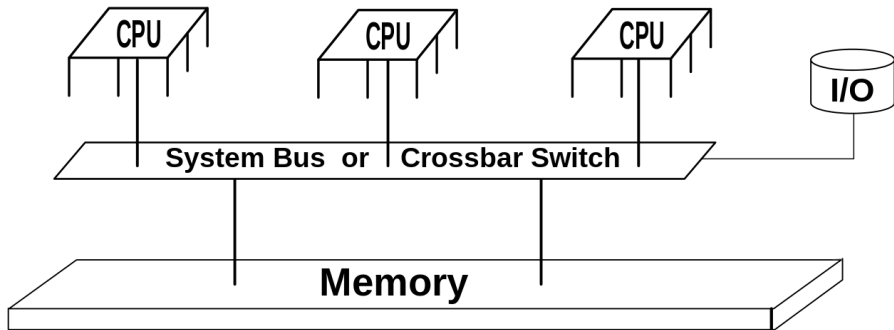 CPU CPU CPU
I/O
System Bus or Crossbar Switch
Memory